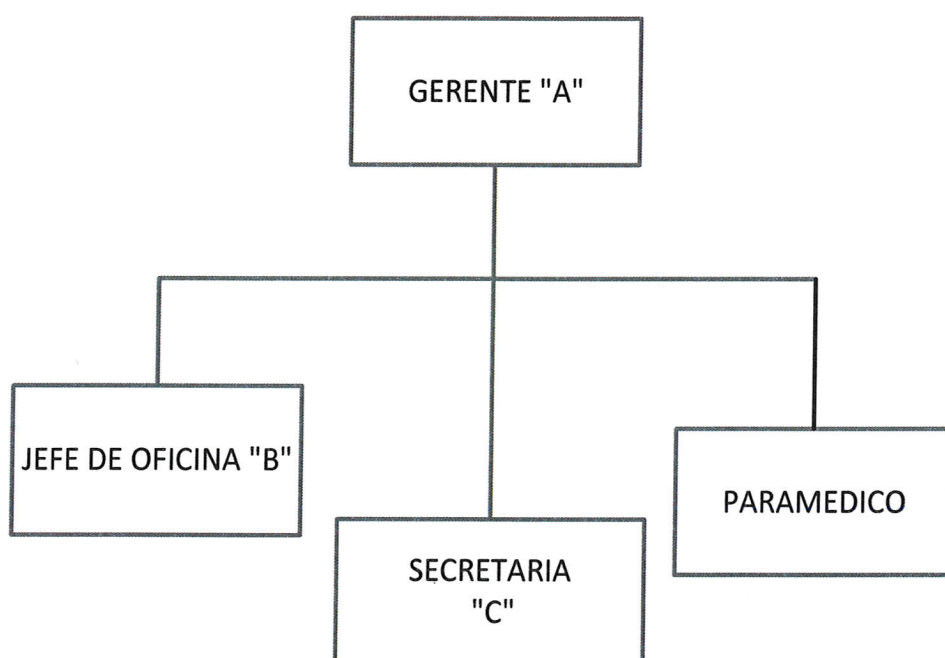 GERENTE "A"
JEFE DE OFICINA "B"
PARAMEDICO
SECRETARIA
"C"